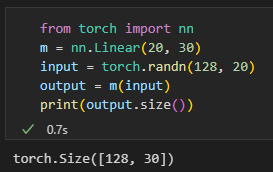 from torch import nn
m = nn.Linear(20, 30)
input = torch.randn(128, 20)
output = m(input)
print(output.size())
0.7s
torch.Size([128, 30])